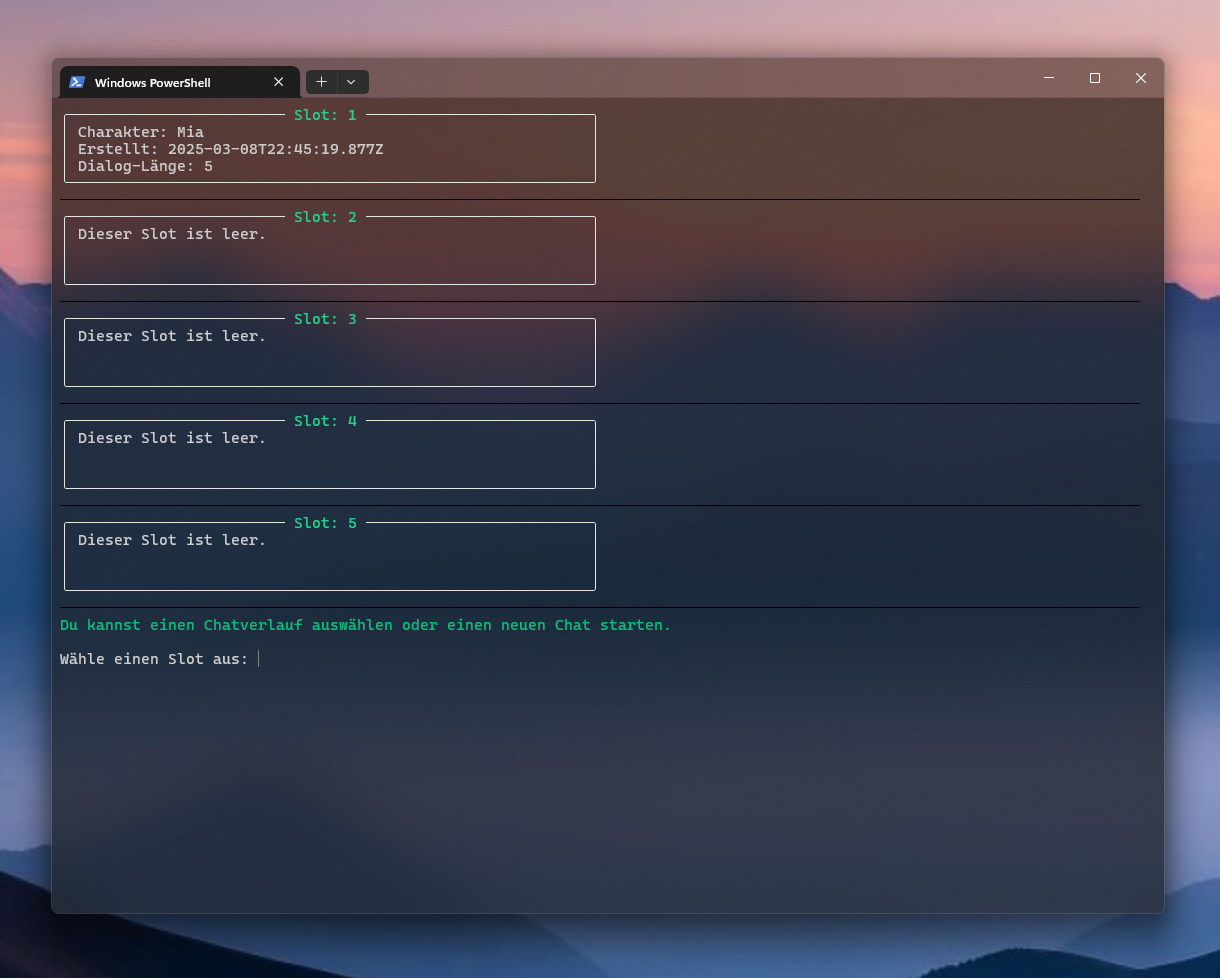 Windows PowerShell
Slot: 1
Charakter: Mia
Erstellt: 2025-03-08T22:45:19.877Z
Dialog-Länge: 5
Slot: 2
Dieser Slot ist leer.
Slot: 3
Dieser Slot ist leer.
Slot: 4
Dieser Slot ist leer.
Slot: 5
Dieser Slot ist leer.
Du kannst einen Chatverlauf auswählen oder einen neuen Chat starten.
Wähle einen Slot aus: